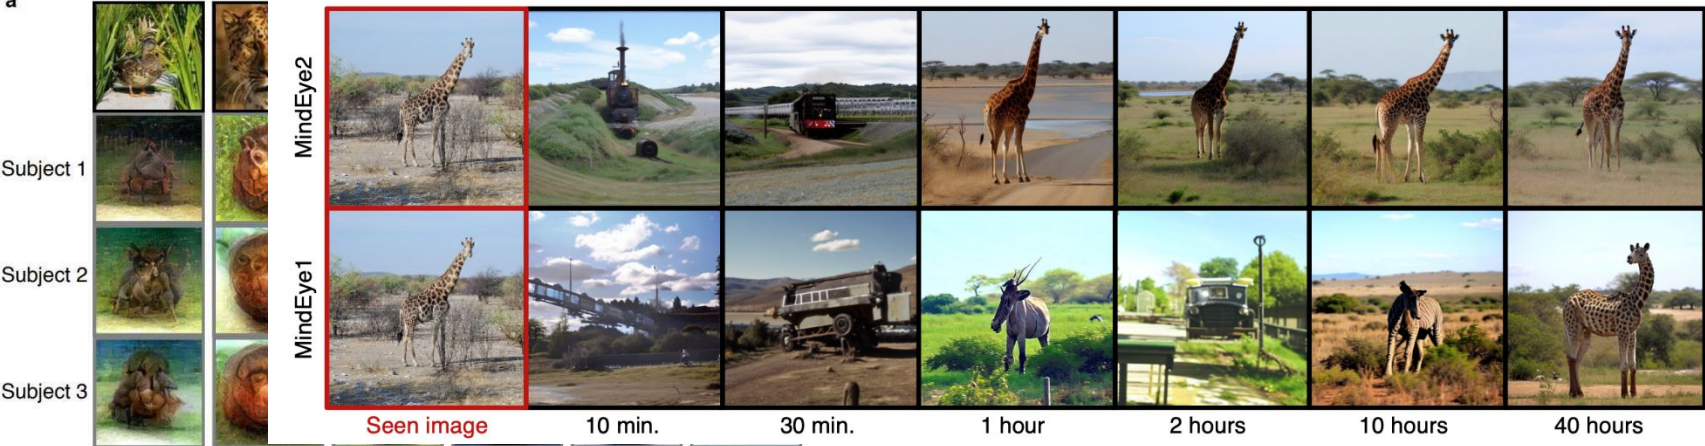 a
Subject 1
Subject 2
Subject 3
MindEye2
MindEye1
Seen image
10 min.
30 min.
1 hour
2 hours
10 hours
40 hours